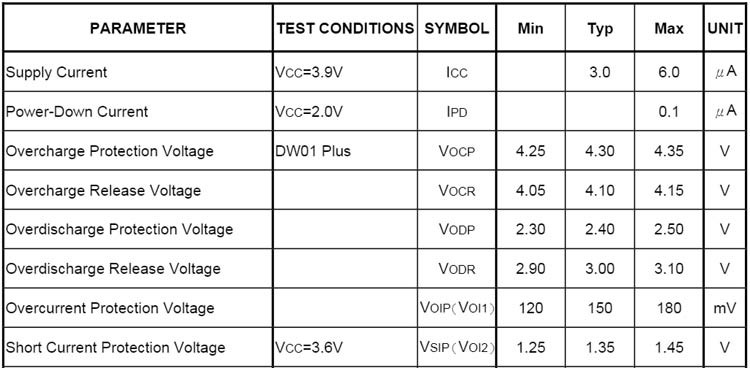 PARAMETER TEST CONDITIONS SYMBOL Min Typ Max UNIT
Supply Current VCC=3.9V ICC 3.0 6.0 μA
Power-Down Current VCC=2.0V IPD 0.1 μA
Overcharge Protection Voltage DW01 Plus VOCP 4.25 4.30 4.35 V
Overcharge Release Voltage VOCR 4.05 4.10 4.15 V
Overdischarge Protection Voltage VODP 2.30 2.40 2.50 V
Overdischarge Release Voltage VODR 2.90 3.00 3.10 V
Overcurrent Protection Voltage VOIP(VOI1) 120 150 180 mV
Short Current Protection Voltage VCC=3.6V VSIP(VOI2) 1.25 1.35 1.45 V